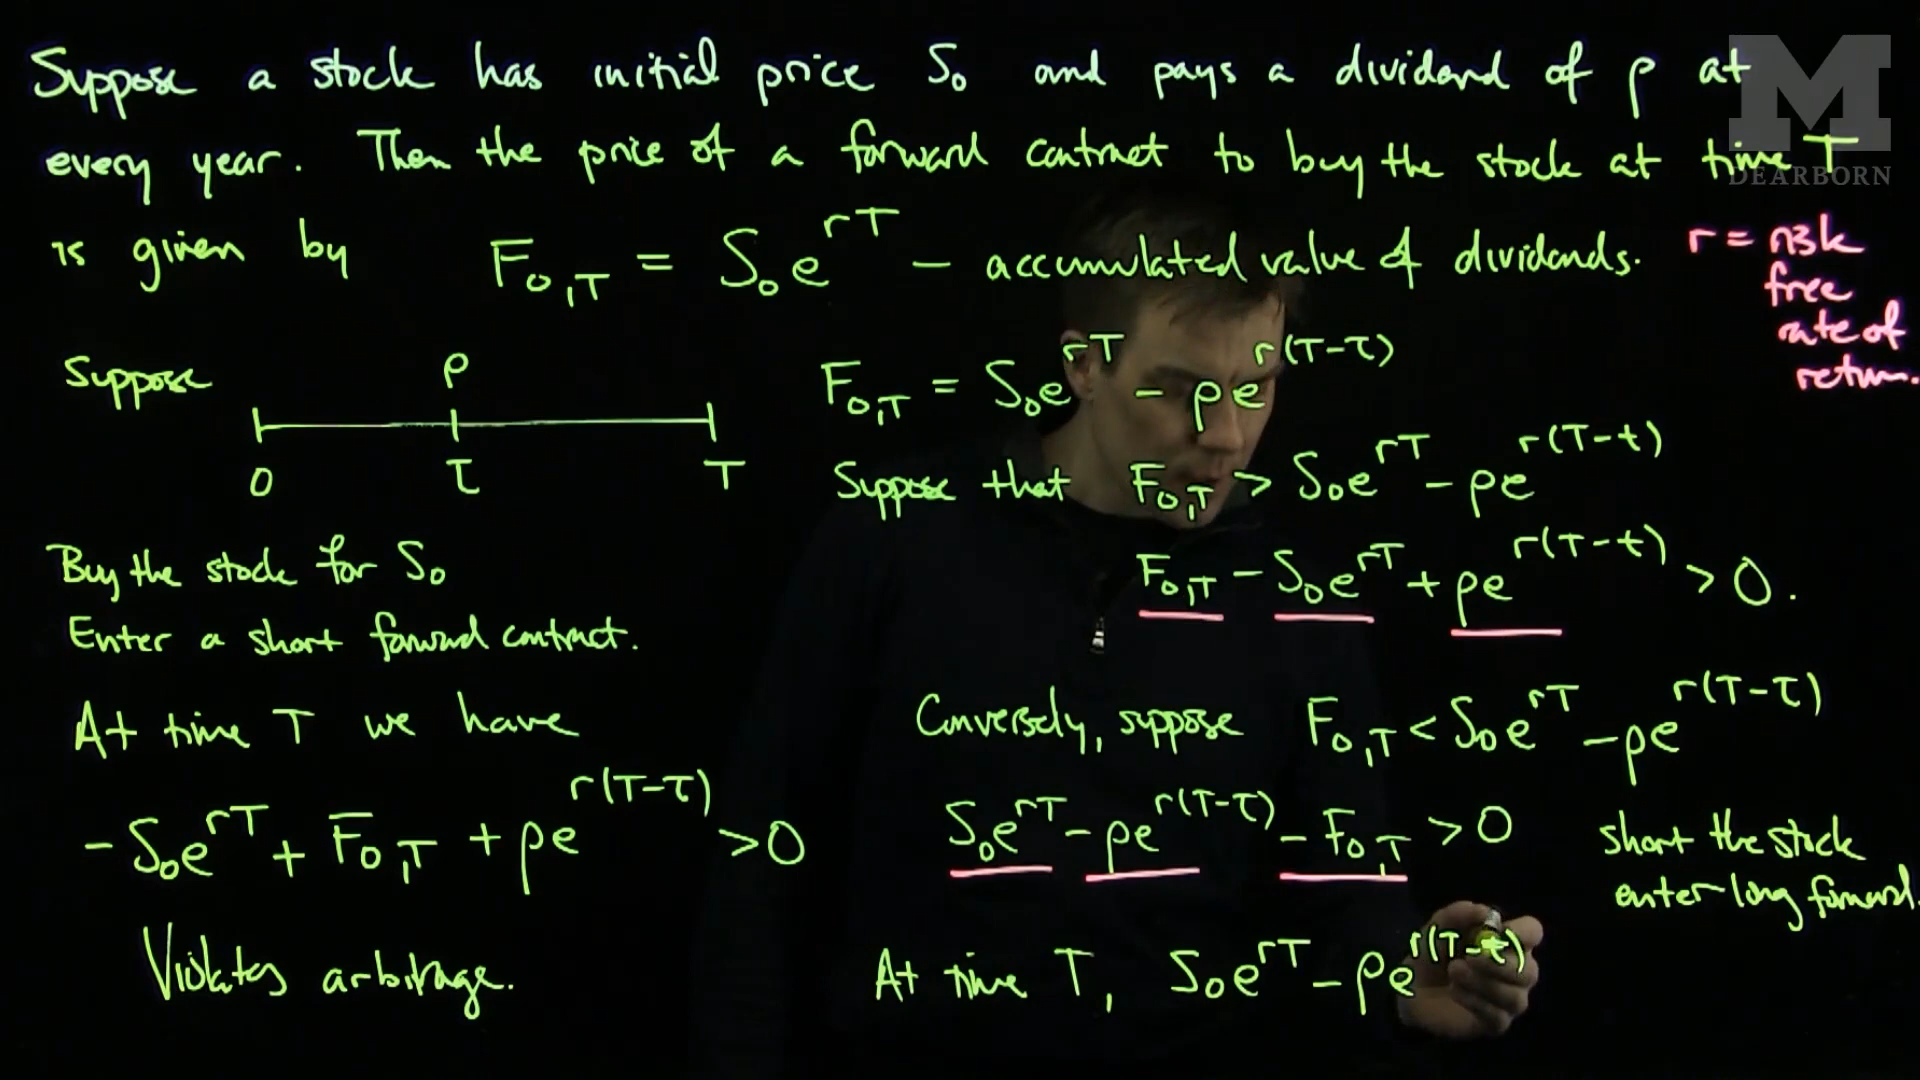 Suppose a stock has initial price S₀ and pays a dividend of ρ at
every year. Then the price of a forward contract to buy the stock at time T
is given by F₀,T = S₀e^{rT} - accumulated value of dividends.
r = risk
free
rate of
return.
Suppose
ρ
0 τ T
F₀,T = S₀e^{rT} - ρe^{r(T-τ)}
Suppose that F₀,T > S₀e^{rT} - ρe^{r(T-t)}
F₀,T - S₀e^{rT} + ρe^{r(T-t)} > 0.
Buy the stock for S₀
Enter a short forward contract.
At time T we have
-S₀e^{rT} + F₀,T + ρe^{r(T-τ)} > 0
Violates arbitrage.
Conversely, suppose F₀,T < S₀e^{rT} - ρe^{r(T-τ)}
S₀e^{rT} - ρe^{r(T-τ)} - F₀,T > 0
short the stock
enter long forward.
At time T, S₀e^{rT} - ρe^{r(T-τ)}
M
DEARBORN